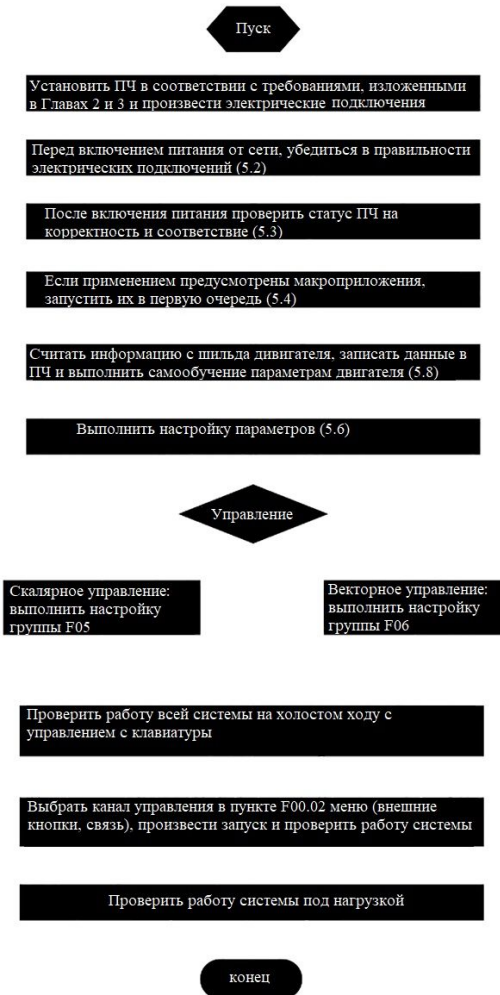 Пуск
Установить ПЧ в соответствии с требованиями, изложенными
в Главах 2 и 3 и произвести электрические подключения
Перед включением питания от сети, убедиться в правильности
электрических подключений (5.2)
После включения питания проверить статус ПЧ на
корректность и соответствие (5.3)
Если применением предусмотрены макроприложения,
запустить их в первую очередь (5.4)
Считать информацию с шильда дивигателя, записать данные в
ПЧ и выполнить самообучение параметрам двигателя (5.8)
Выполнить настройку параметров (5.6)
Управление
Скалярное управление:
выполнить настройку
группы F05
Векторное управление:
выполнить настройку
группы F06
Проверить работу всей системы на холостом ходу с
управлением с клавиатуры
Выбрать канал управления в пункте F00.02 меню (внешние
кнопки, связь), произвести запуск и проверить работу системы
Проверить работу системы под нагрузкой
конец